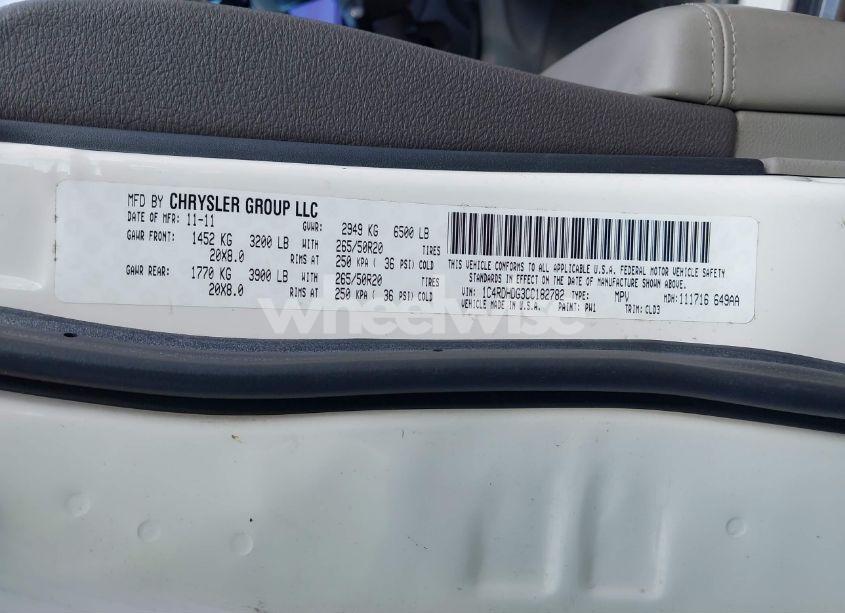 MFD BY CHRYSLER GROUP LLC
DATE OF MFR: 11-11 GVWR: 2949 KG 6500 LB
GAWR FRONT: 1452 KG 3200 LB WITH 265/50R20 TIRES
20X8.0 RIMS AT 250 KPA ( 36 PSI) COLD
GAWR REAR: 1770 KG 3900 LB WITH 265/50R20 TIRES
20X8.0 RIMS AT 250 KPA ( 36 PSI) COLD
THIS VEHICLE CONFORMS TO ALL APPLICABLE U.S.A. FEDERAL MOTOR VEHICLE SAFETY
STANDARDS IN EFFECT ON THE DATE OF MANUFACTURE SHOWN ABOVE.
VIN: 1C4RDHDG3CC182782 TYPE: MPV MDH:111716 649AA
VEHICLE MADE IN U.S.A. PAINT: PW1 TRIM: CLD3
wheelwise